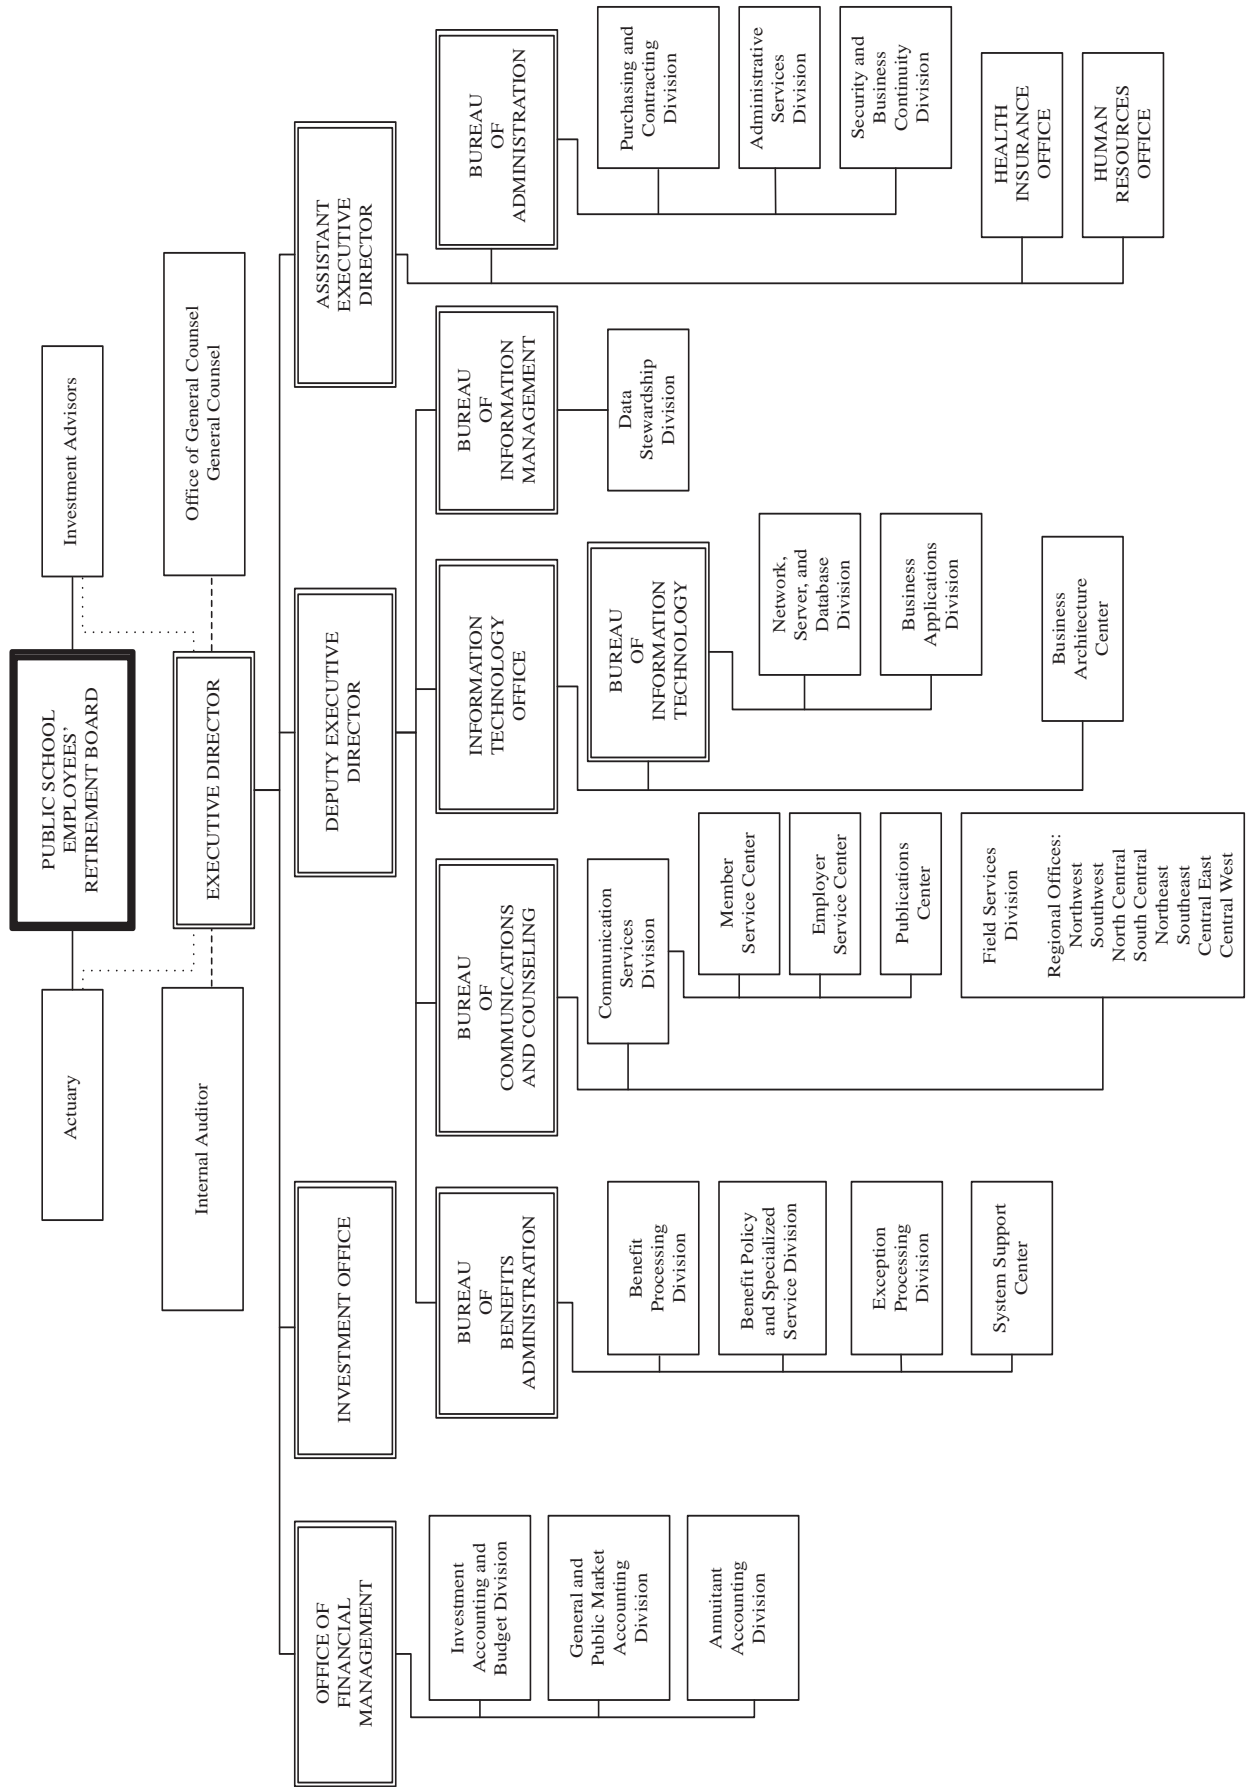 PUBLIC SCHOOL
EMPLOYEES'
RETIREMENT BOARD
Actuary
Investment Advisors
EXECUTIVE DIRECTOR
Internal Auditor
Office of General Counsel
General Counsel
OFFICE OF
FINANCIAL
MANAGEMENT
INVESTMENT OFFICE
DEPUTY EXECUTIVE
DIRECTOR
ASSISTANT
EXECUTIVE
DIRECTOR
Investment
Accounting and
Budget Division
General and
Public Market
Accounting
Division
Annuitant
Accounting
Division
BUREAU
OF
BENEFITS
ADMINISTRATION
Benefit
Processing
Division
Benefit Policy
and Specialized
Service Division
Exception
Processing
Division
System Support
Center
BUREAU
OF
COMMUNICATIONS
AND COUNSELING
Communication
Services
Division
Member
Service Center
Employer
Service Center
Publications
Center
Field Services
Division
Regional Offices:
Northwest
Southwest
North Central
South Central
Northeast
Southeast
Central East
Central West
INFORMATION
TECHNOLOGY
OFFICE
BUREAU
OF
INFORMATION
TECHNOLOGY
Network,
Server, and
Database
Division
Business
Applications
Division
Business
Architecture
Center
BUREAU
OF
INFORMATION
MANAGEMENT
Data
Stewardship
Division
BUREAU
OF
ADMINISTRATION
Purchasing and
Contracting
Division
Administrative
Services
Division
Security and
Business
Continuity
Division
HEALTH
INSURANCE
OFFICE
HUMAN
RESOURCES
OFFICE